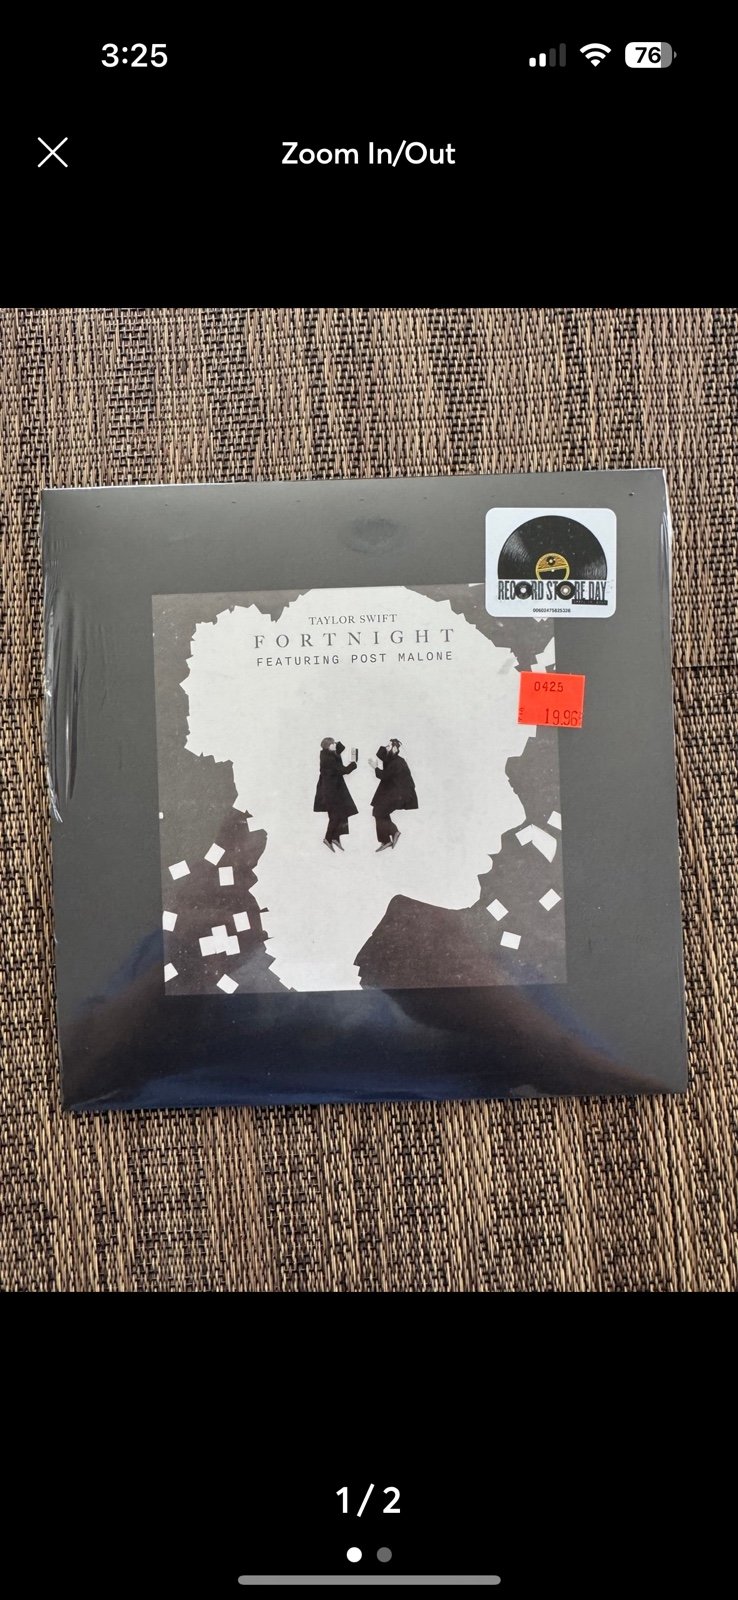 3:25
76
Zoom In/Out
RECORD STORE DAY
00602475825326
TAYLOR SWIFT
FORTNIGHT
FEATURING POST MALONE
0425
19.96
1/2